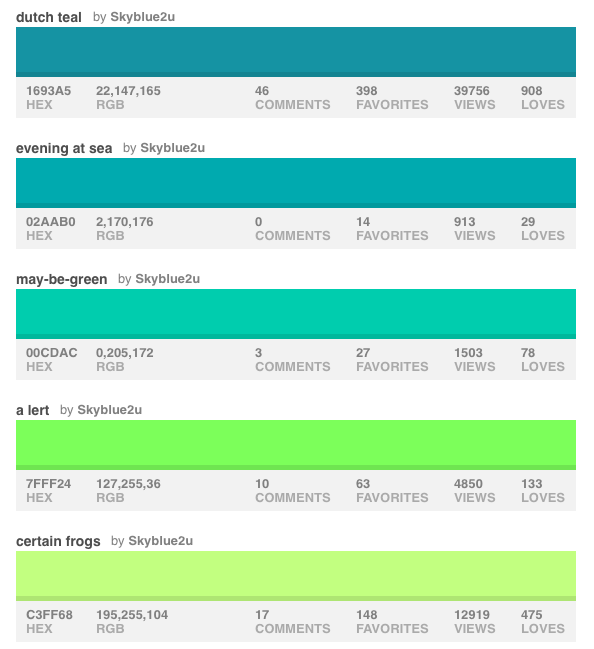 dutch teal by Skyblue2u
1693A5 22,147,165 46 398 39756 908
HEX RGB COMMENTS FAVORITES VIEWS LOVES
evening at sea by Skyblue2u
02AAB0 2,170,176 0 14 913 29
HEX RGB COMMENTS FAVORITES VIEWS LOVES
may-be-green by Skyblue2u
00CDAC 0,205,172 3 27 1503 78
HEX RGB COMMENTS FAVORITES VIEWS LOVES
a lert by Skyblue2u
7FFF24 127,255,36 10 63 4850 133
HEX RGB COMMENTS FAVORITES VIEWS LOVES
certain frogs by Skyblue2u
C3FF68 195,255,104 17 148 12919 475
HEX RGB COMMENTS FAVORITES VIEWS LOVES